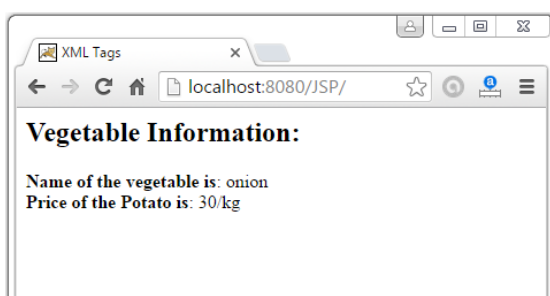 XML Tags
localhost:8080/JSP/
Vegetable Information:
Name of the vegetable is: onion
Price of the Potato is: 30/kg